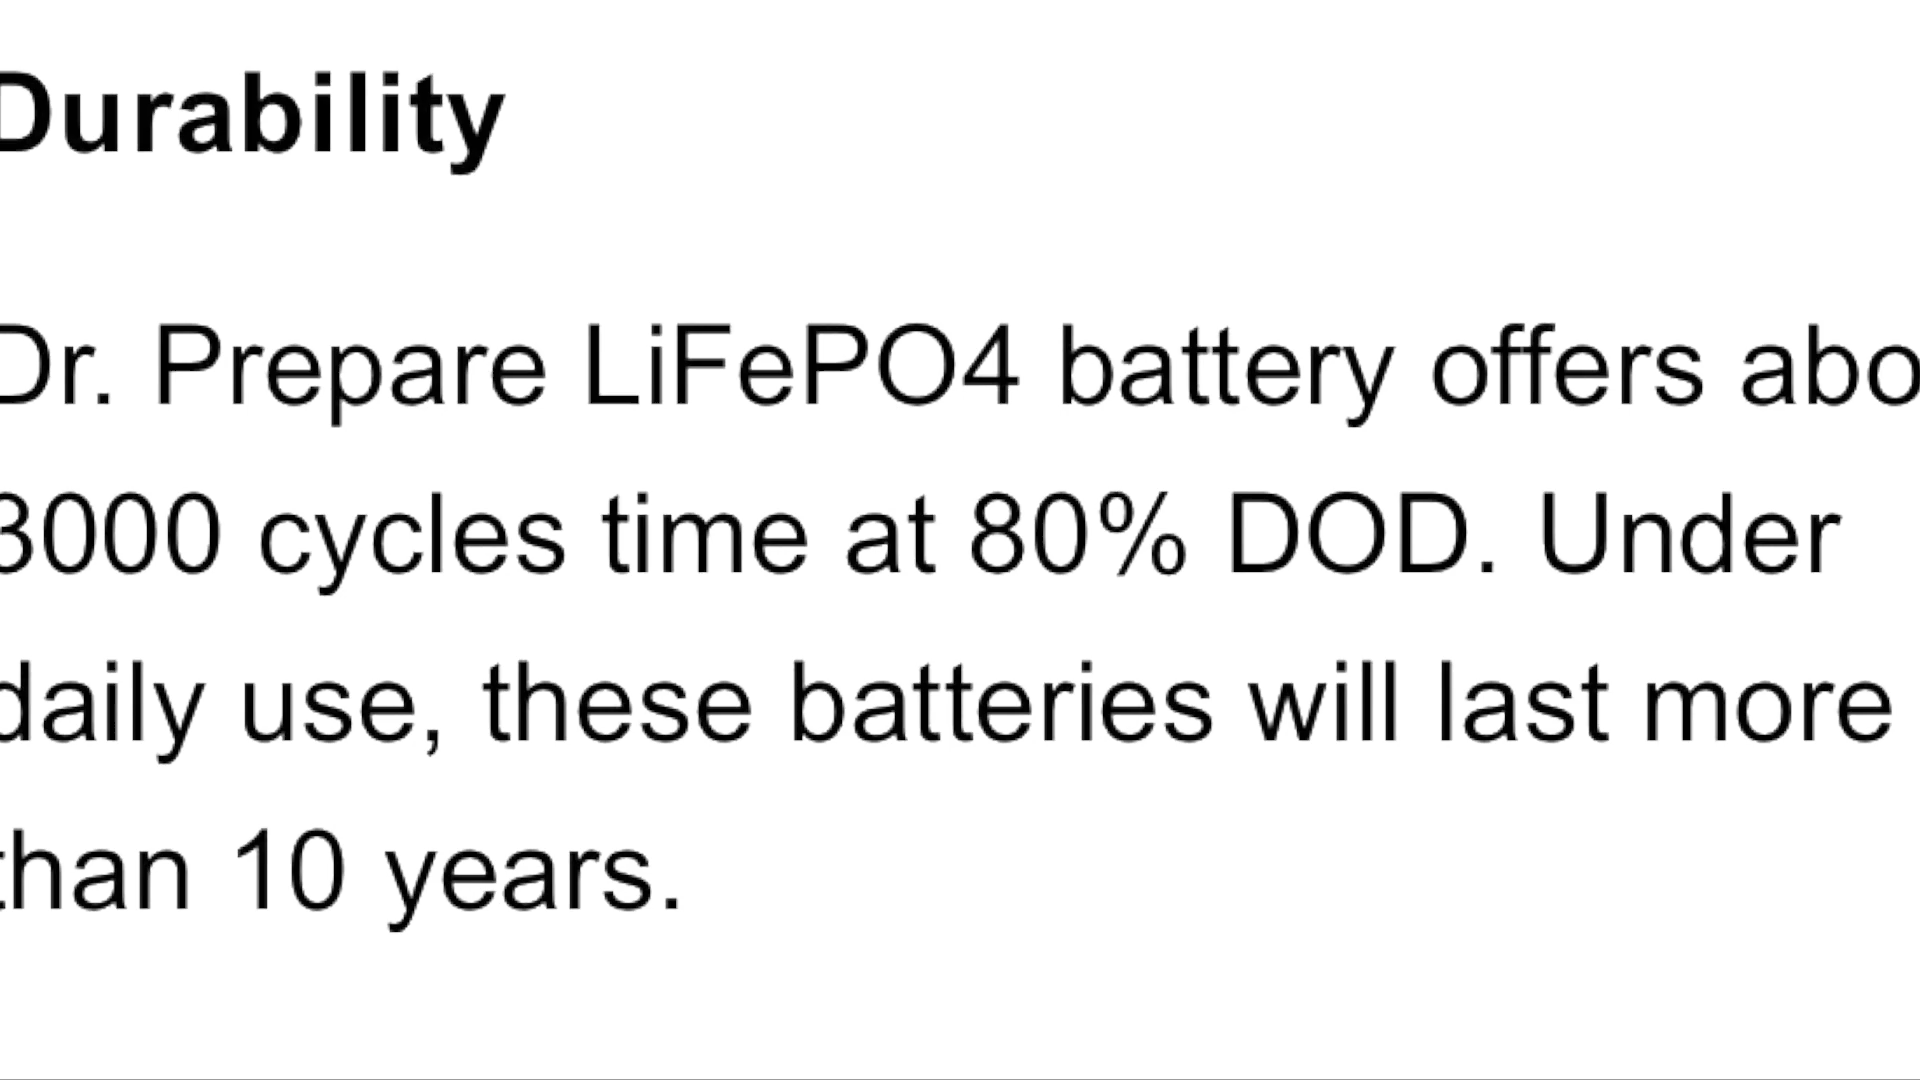 Durability
Dr. Prepare LiFePO4 battery offers abo
3000 cycles time at 80% DOD. Under
daily use, these batteries will last more
than 10 years.